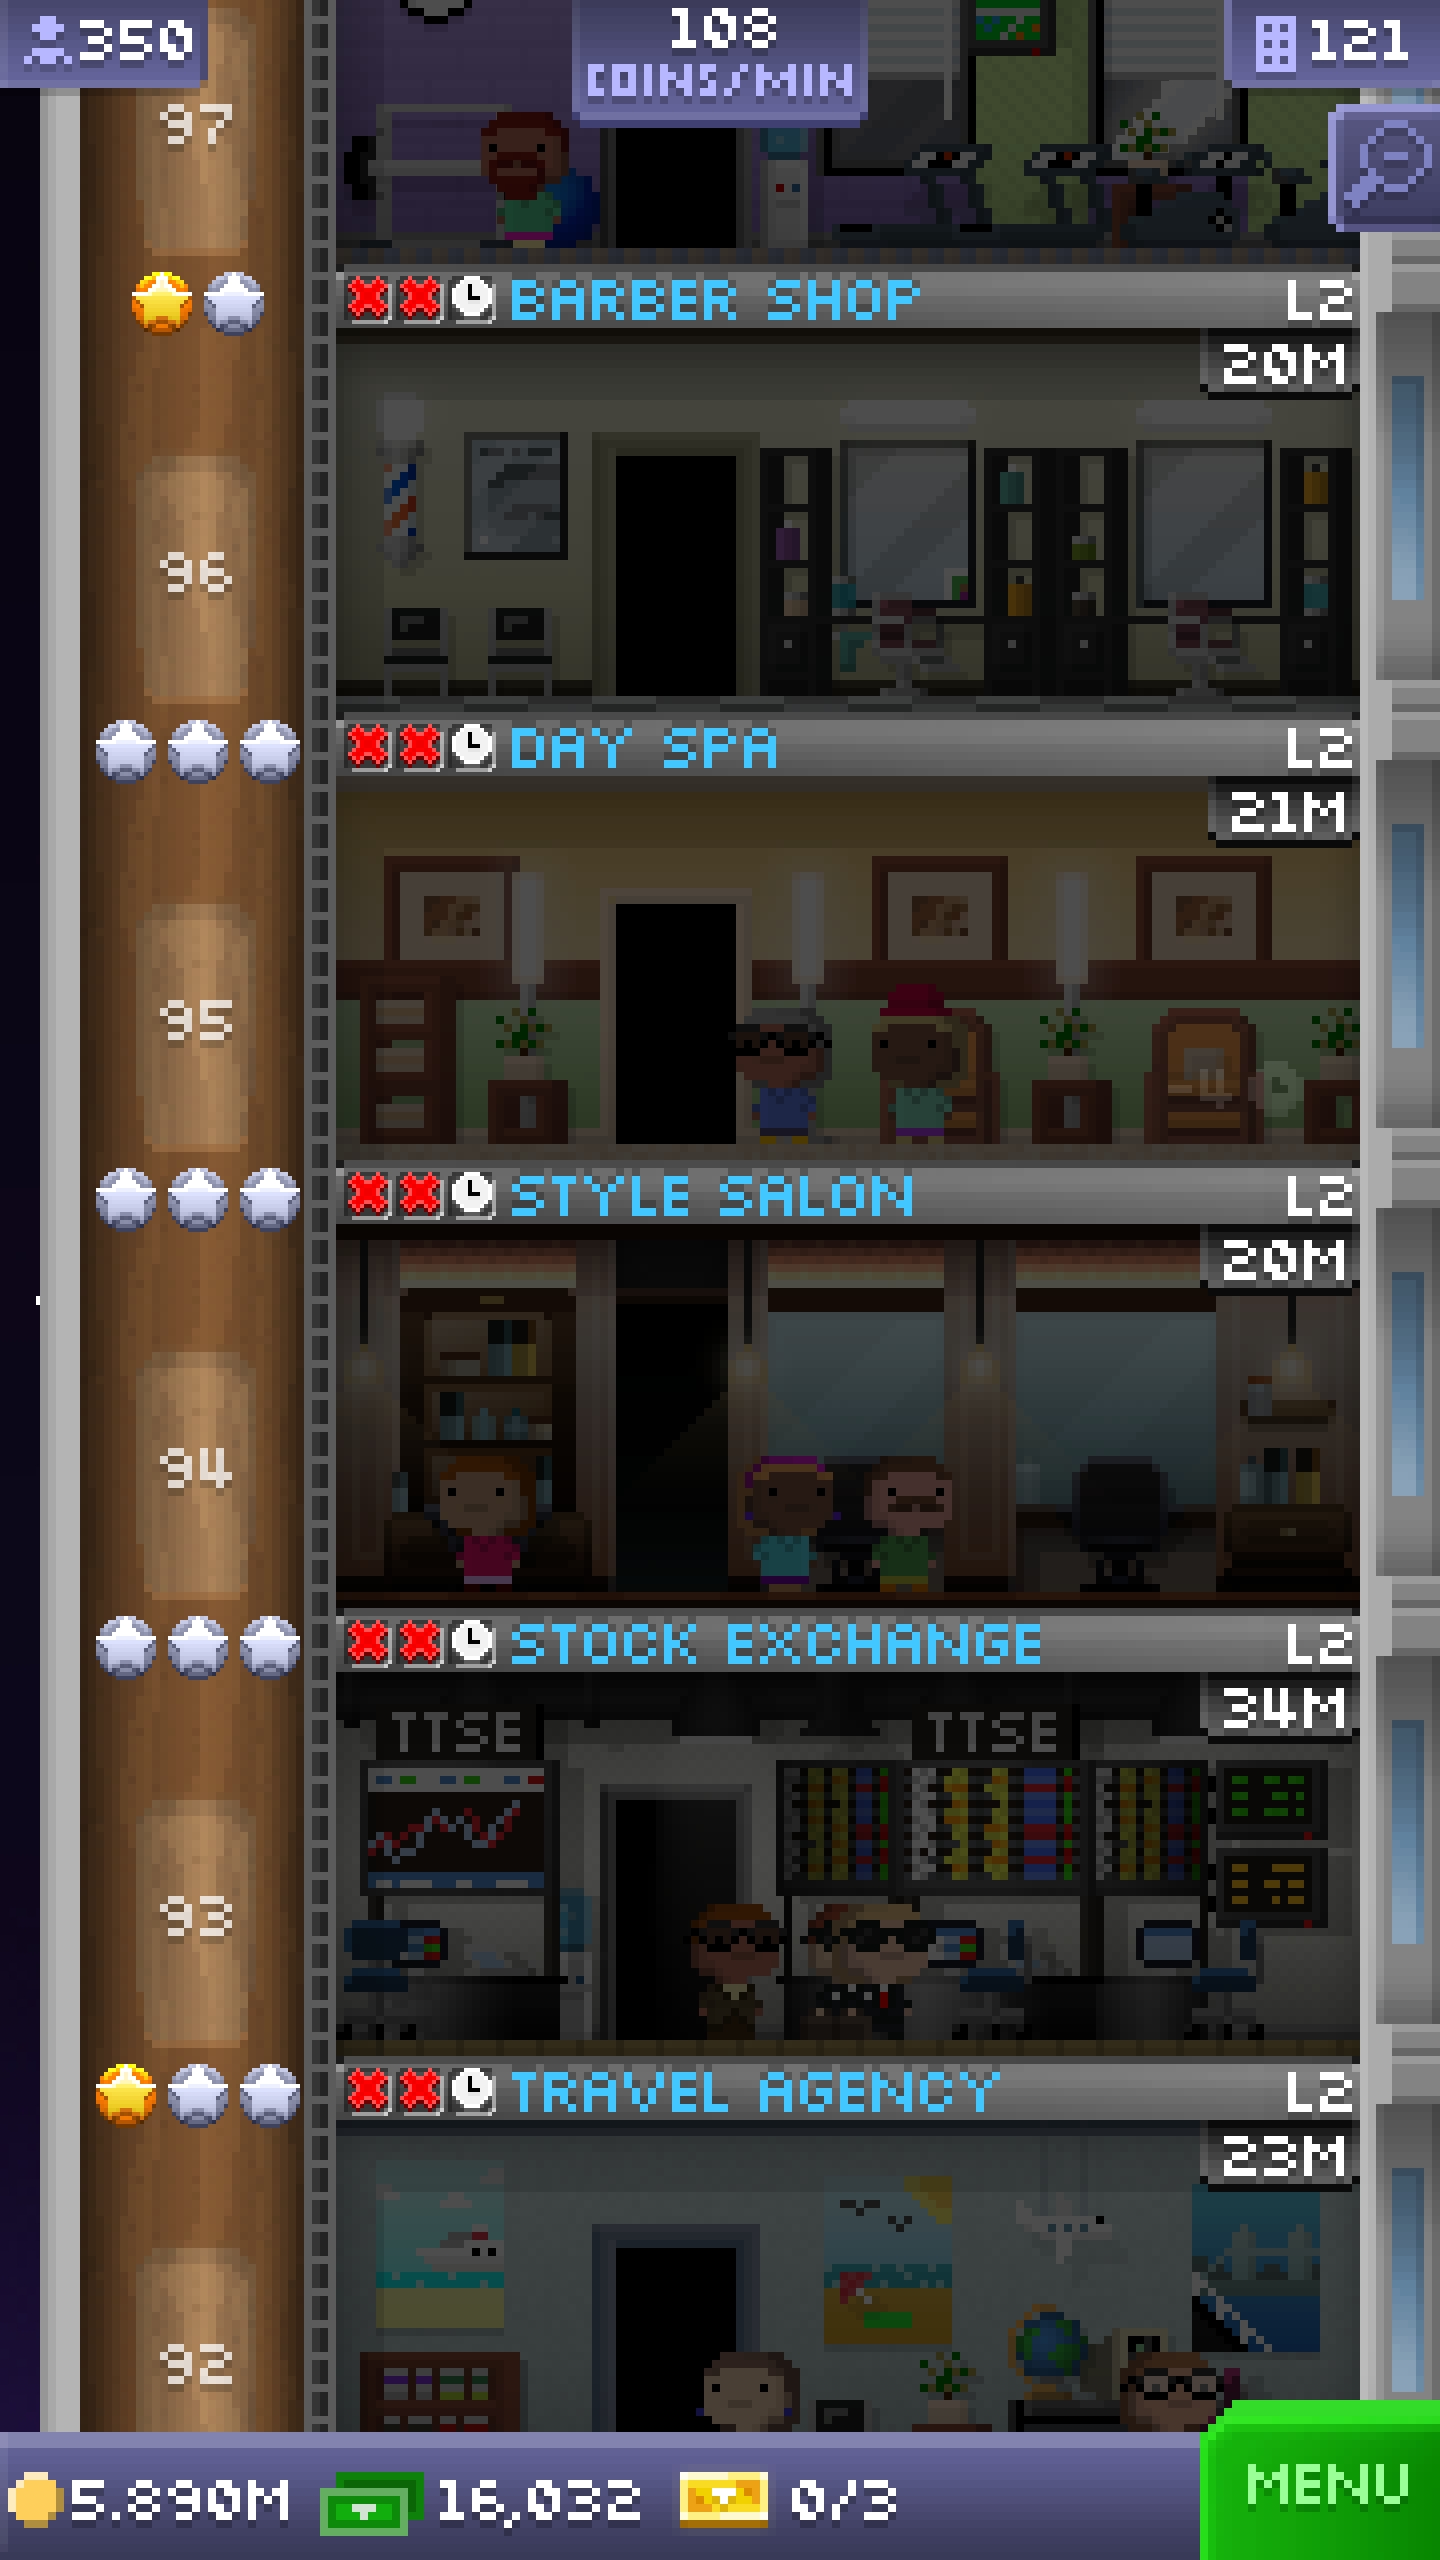 350
108
COINS/MIN
121
97
BARBER SHOP L2
20M
96
DAY SPA L2
21M
95
STYLE SALON L2
20M
94
STOCK EXCHANGE L2
34M
TTSE TTSE
93
TRAVEL AGENCY L2
23M
92
5.890M 16,032 0/3 MENU